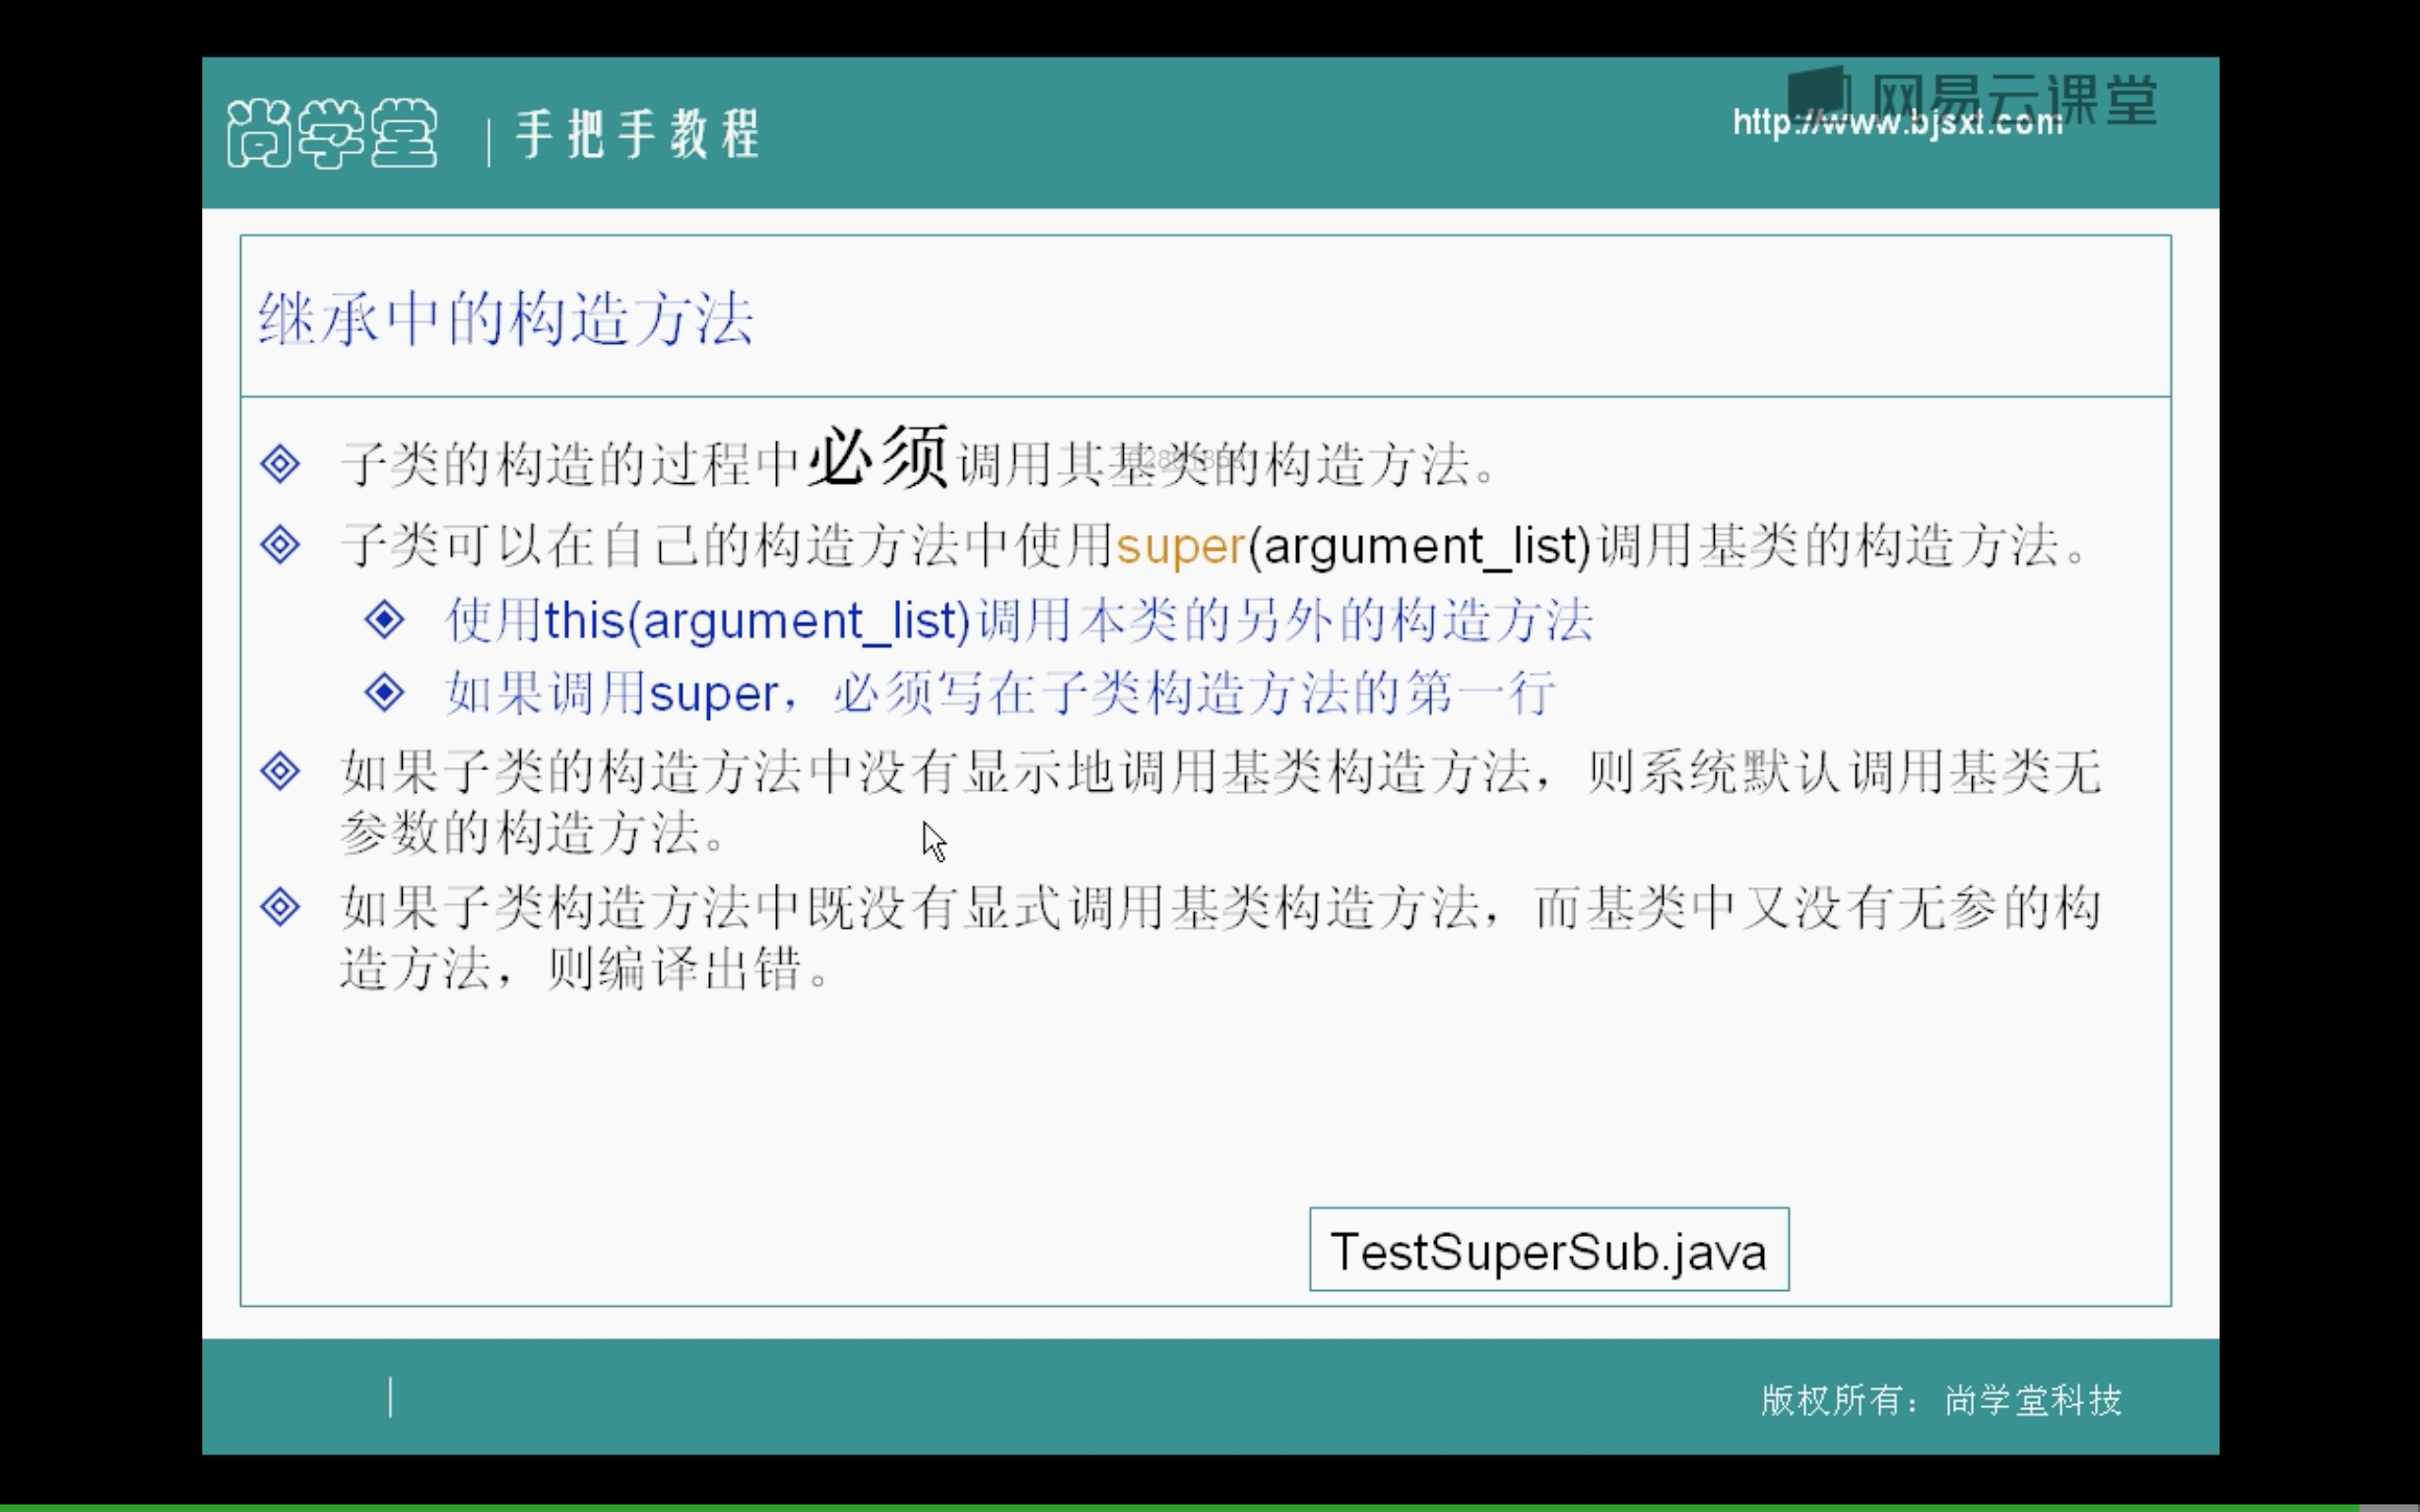 尚学堂 | 手把手教程
网易云课堂
http://www.bjsxt.com
继承中的构造方法
子类的构造的过程中必须调用其基类的构造方法。
子类可以在自己的构造方法中使用super(argument_list)调用基类的构造方法。
使用this(argument_list)调用本类的另外的构造方法
如果调用super，必须写在子类构造方法的第一行
如果子类的构造方法中没有显示地调用基类构造方法，则系统默认调用基类无
参数的构造方法。
如果子类构造方法中既没有显式调用基类构造方法，而基类中又没有无参的构
造方法，则编译出错。
TestSuperSub.java
版权所有：尚学堂科技